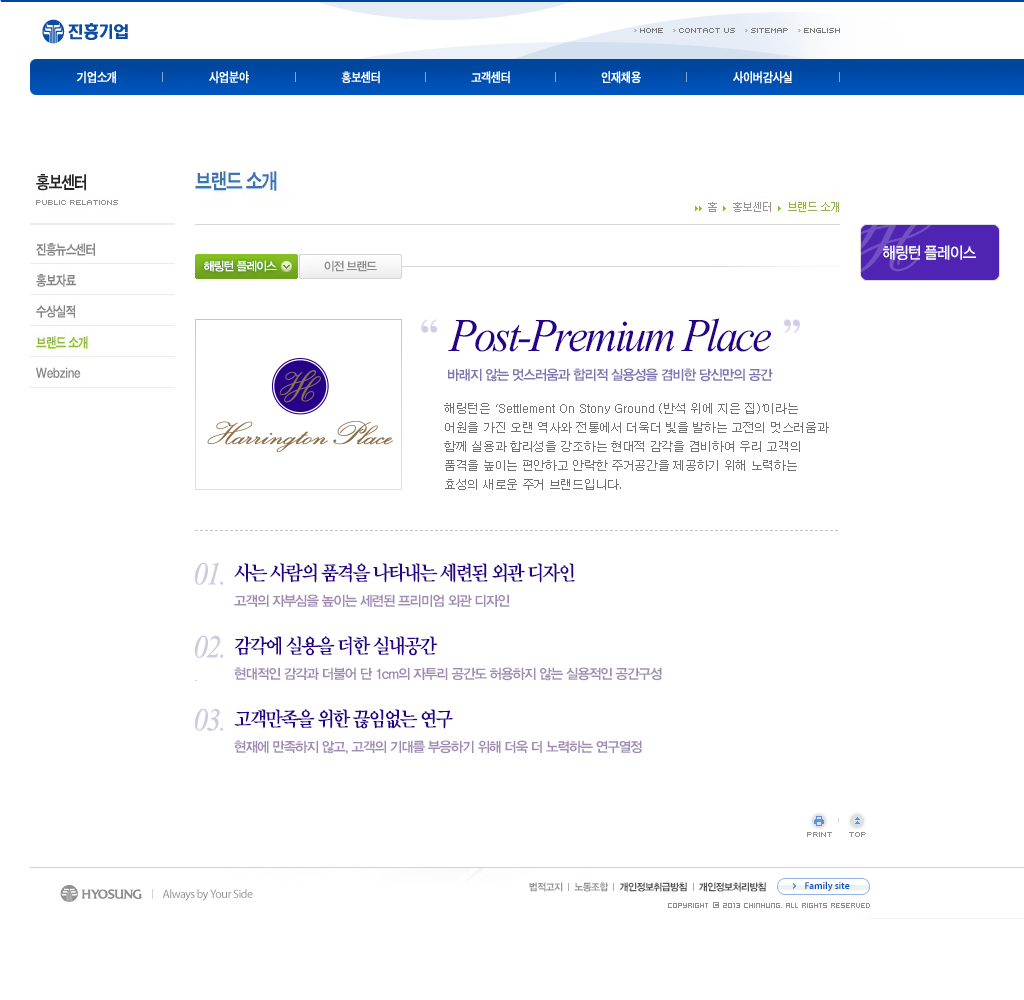 진흥기업
HOME
CONTACT US
SITEMAP
ENGLISH
기업소개
사업분야
홍보센터
고객센터
인재채용
사이버감사실
홍보센터
PUBLIC RELATIONS
진흥뉴스센터
홍보자료
수상실적
브랜드 소개
Webzine
브랜드 소개
홈 홍보센터 브랜드 소개
해링턴 플레이스
이전 브랜드
해링턴 플레이스
H
Harrington Place
“ Post-Premium Place ”
바래지 않는 멋스러움과 합리적 실용성을 겸비한 당신만의 공간
해링턴은 ‘Settlement On Stony Ground (반석 위에 지은 집)’이라는
어원을 가진 오랜 역사와 전통에서 더욱더 빛을 발하는 고전의 멋스러움과
함께 실용과 합리성을 강조하는 현대적 감각을 겸비하여 우리 고객의
품격을 높이는 편안하고 안락한 주거공간을 제공하기 위해 노력하는
효성의 새로운 주거 브랜드입니다.
01. 사는 사람의 품격을 나타내는 세련된 외관 디자인
고객의 자부심을 높이는 세련된 프리미엄 외관 디자인
02. 감각에 실용을 더한 실내공간
현대적인 감각과 더불어 단 1cm의 자투리 공간도 허용하지 않는 실용적인 공간구성
03. 고객만족을 위한 끊임없는 연구
현재에 만족하지 않고, 고객의 기대를 부응하기 위해 더욱 더 노력하는 연구열정
PRINT
TOP
HYOSUNG | Always by Your Side
법적고지 | 노동조합 | 개인정보취급방침 | 개인정보처리방침
Family site
COPYRIGHT © 2013 CHINHUNG. ALL RIGHTS RESERVED